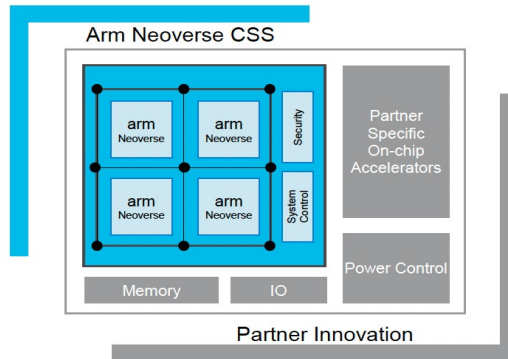 Arm Neoverse CSS
arm
Neoverse
arm
Neoverse
Security
arm
Neoverse
arm
Neoverse
System
Control
Partner
Specific
On-chip
Accelerators
Power Control
Memory
IO
Partner Innovation